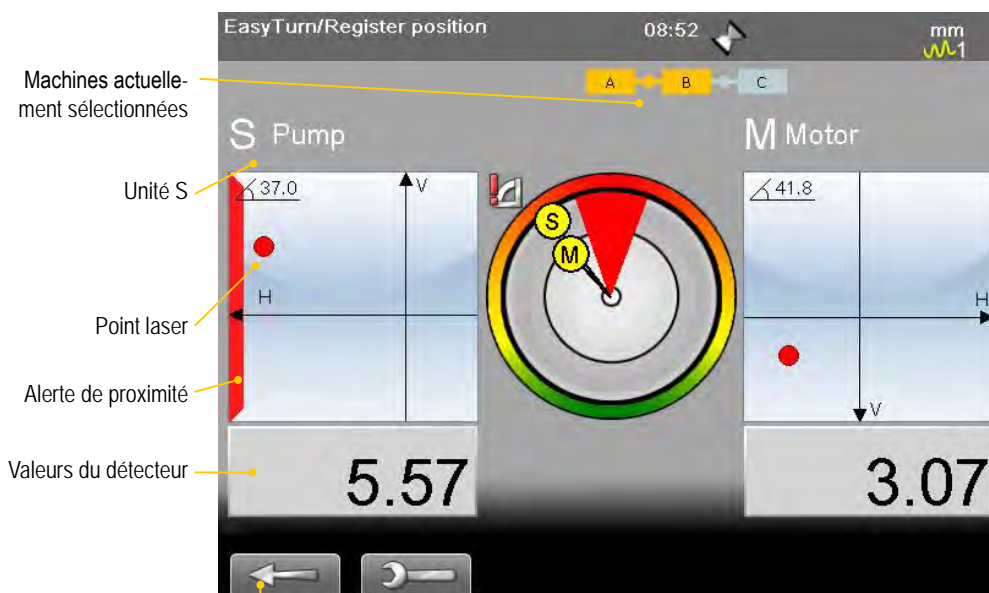 EasyTurn/Register position
08:52
mm
1
Machines actuelle-
ment sélectionnées
A B C
S Pump
M Motor
Unité S
37.0
V
S
M
41.8
H
H
Point laser
Alerte de proximité
V
Valeurs du détecteur
5.57
3.07